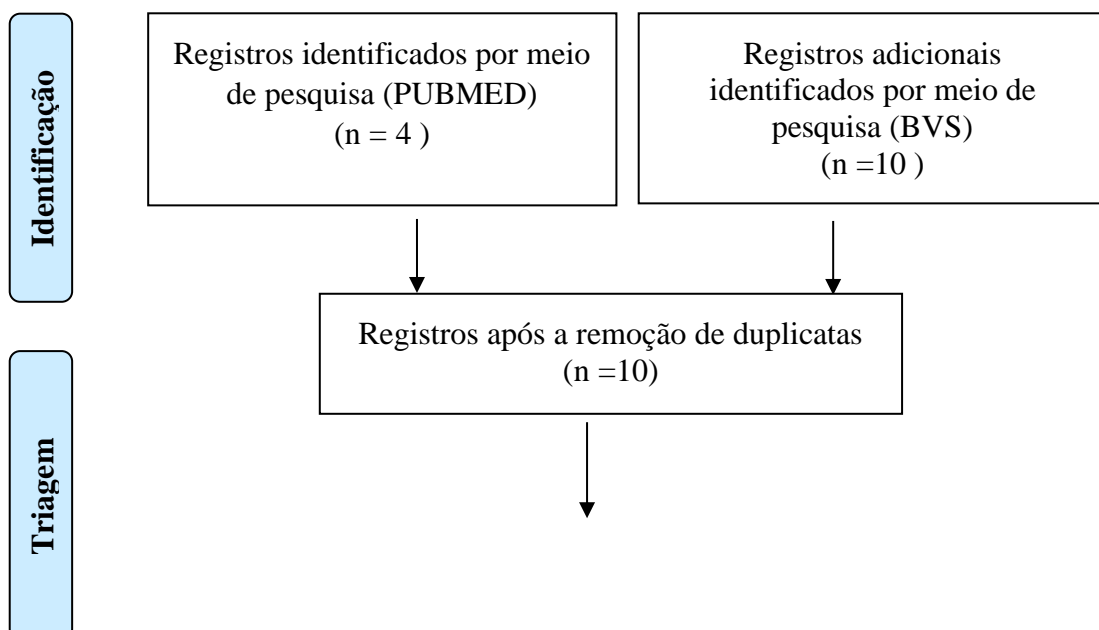 Identificação
Registros identificados por meio
de pesquisa (PUBMED)
(n = 4 )
Registros adicionais
identificados por meio de
pesquisa (BVS)
(n =10 )
Registros após a remoção de duplicatas
(n =10)
Triagem